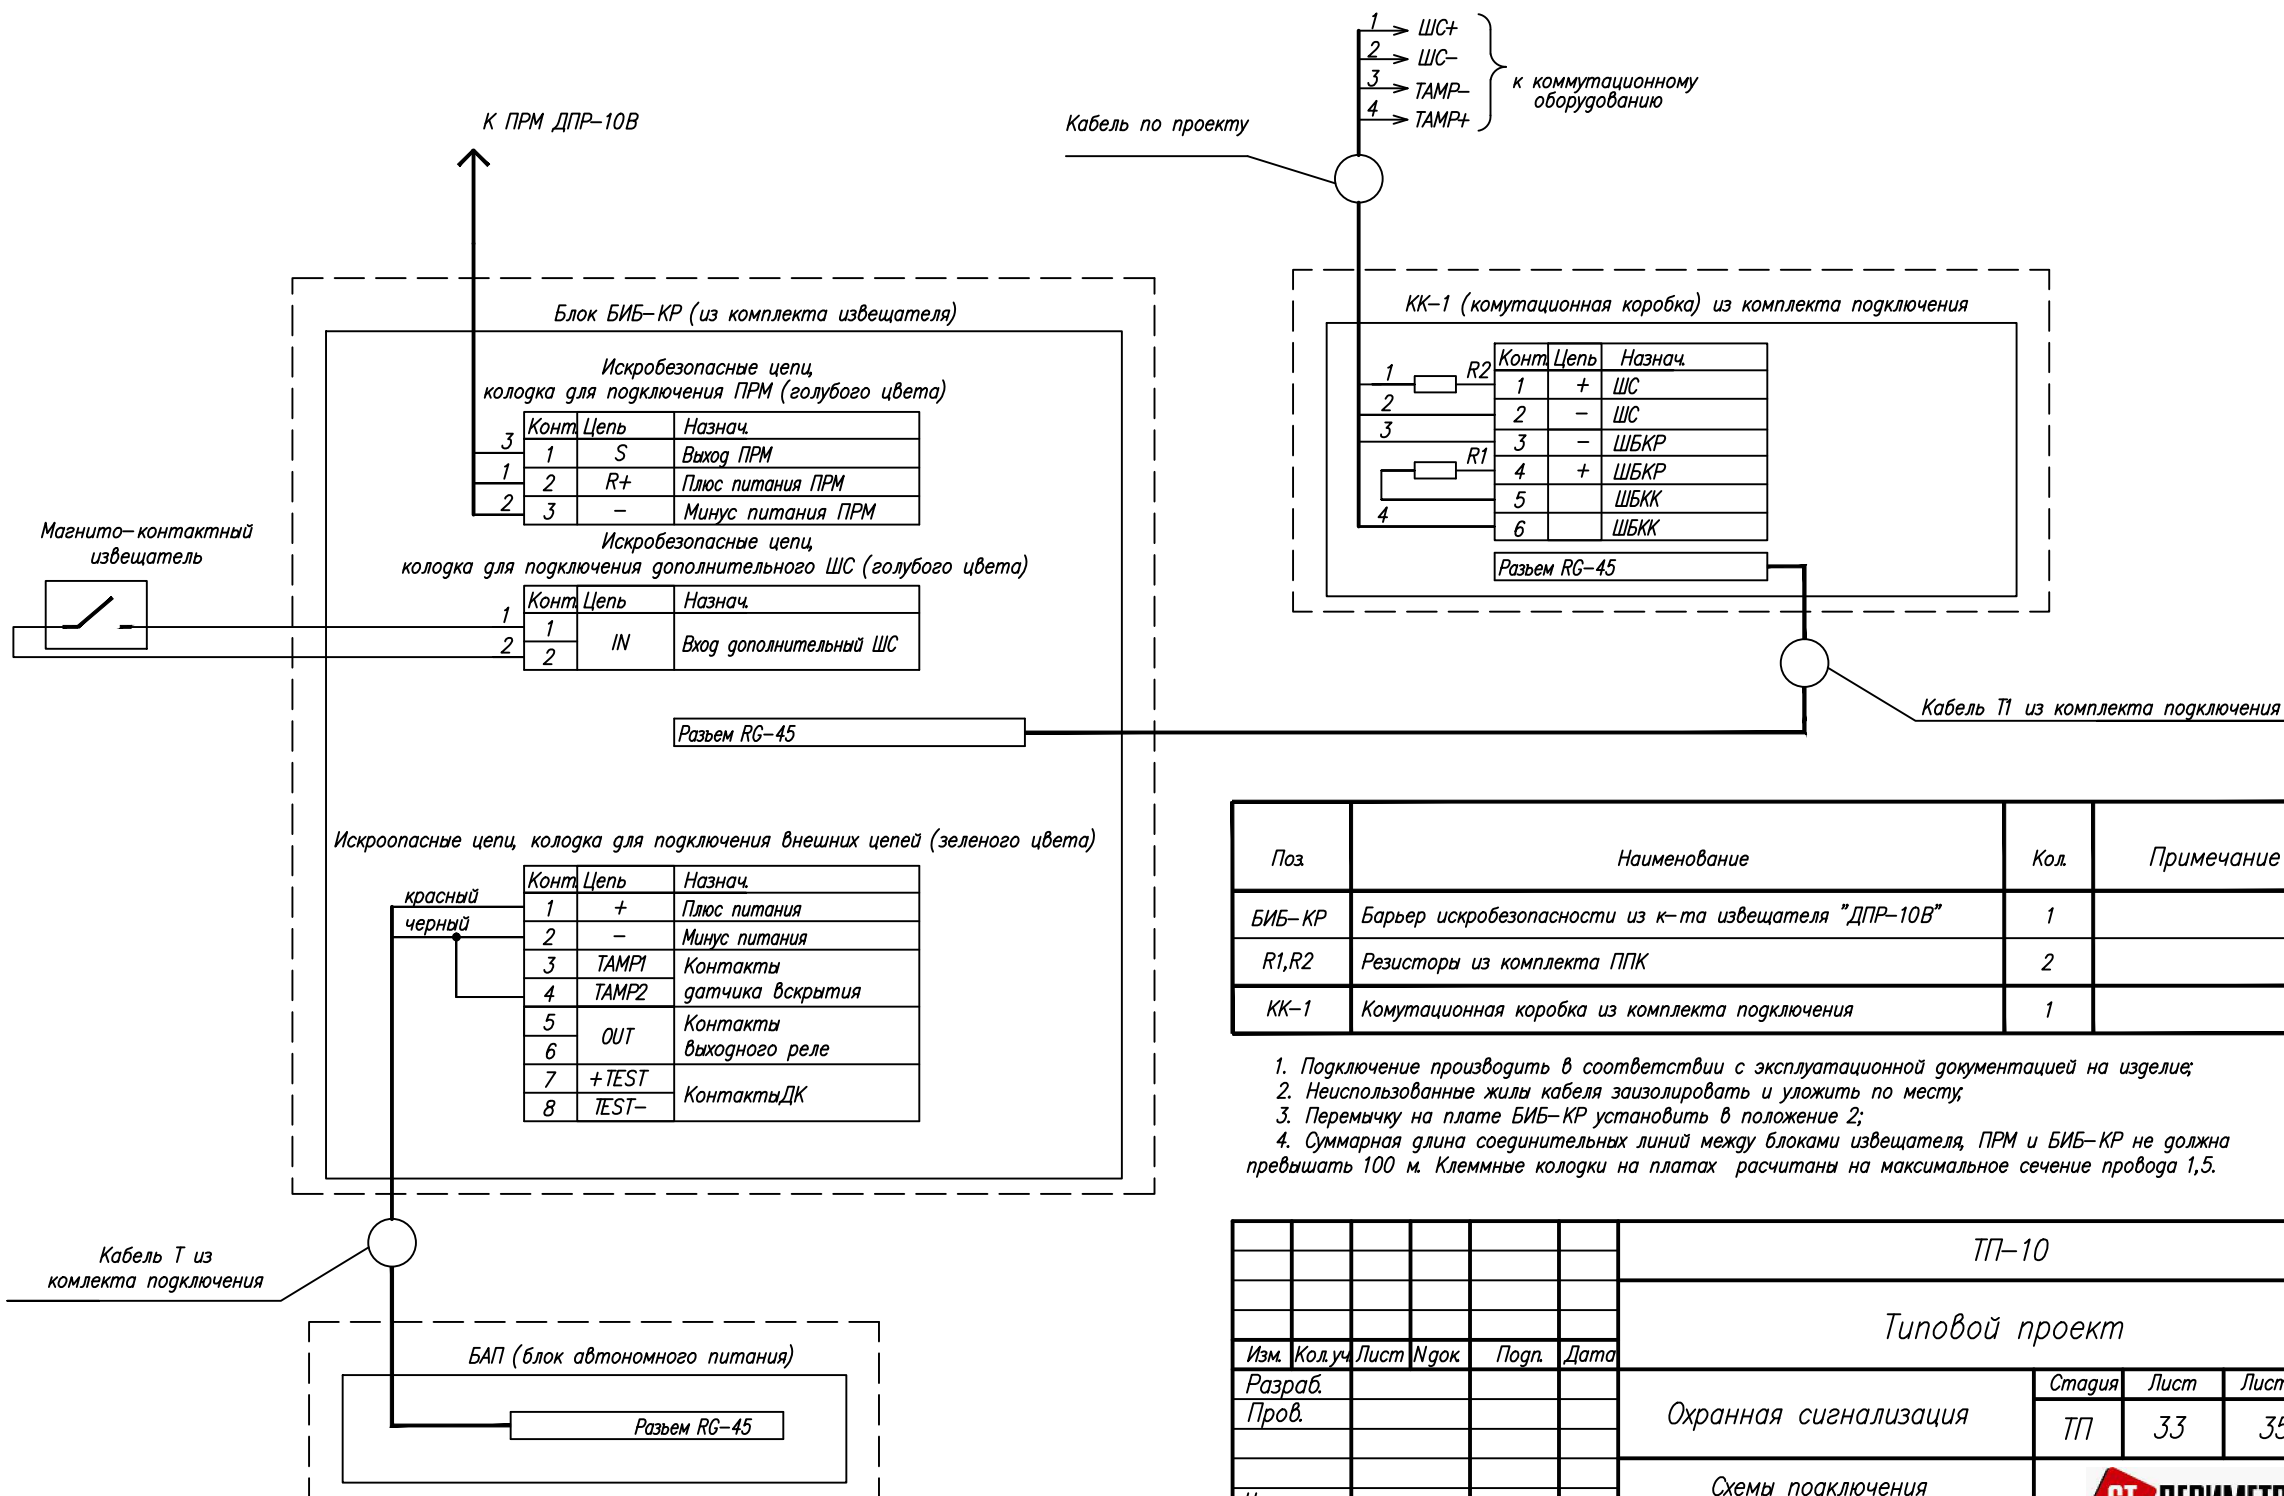 К ПРМ ДПР-10В
Кабель по проекту
1 ШС+
2 ШС-
3 ТАМР-
4 ТАМР+
к коммутационному
оборудованию
Блок БИБ-КР (из комплекта извещателя)
Искробезопасные цепи,
колодка для подключения ПРМ (голубого цвета)
Конт. Цепь Назнач.
3 1 S Выход ПРМ
1 2 R+ Плюс питания ПРМ
2 3 - Минус питания ПРМ
Магнито-контактный
извещатель
Искробезопасные цепи,
колодка для подключения дополнительного ШС (голубого цвета)
Конт. Цепь Назнач.
1 1
IN Вход дополнительный ШС
2 2
Разьем RG-45
Искроопасные цепи, колодка для подключения внешних цепей (зеленого цвета)
Конт. Цепь Назнач.
красный 1 + Плюс питания
черный 2 - Минус питания
3 TAMP1 Контакты
4 TAMP2 датчика вскрытия
5 Контакты
OUT
6 выходного реле
7 +TEST
КонтактыДК
8 TEST-
Кабель Т из
комлекта подключения
БАП (блок автономного питания)
Разьем RG-45
КК-1 (комутационная коробка) из комплекта подключения
Конт. Цепь Назнач.
1 R2 1 + ШС
2 2 - ШС
3 3 - ШБКР
R1 4 + ШБКР
5 ШБКК
4 6 ШБКК
Разьем RG-45
Кабель Т1 из комплекта подключения
Поз. Наименование Кол. Примечание
БИБ-КР Барьер искробезопасности из к-та извещателя "ДПР-10В" 1
R1,R2 Резисторы из комплекта ППК 2
КК-1 Комутационная коробка из комплекта подключения 1
1. Подключение производить в соответствии с эксплуатационной документацией на изделие;
2. Неиспользованные жилы кабеля заизолировать и уложить по месту;
3. Перемычку на плате БИБ-КР установить в положение 2;
4. Суммарная длина соединительных линий между блоками извещателя, ПРМ и БИБ-КР не должна
превышать 100 м. Клеммные колодки на платах расчитаны на максимальное сечение провода 1,5.
ТП-10
Типовой проект
Изм. Кол.уч Лист Nдок. Подп. Дата
Разраб.
Пров.
Охранная сигнализация
Стадия Лист Лист
ТП 33 35
Схемы подключения
СТ ПЕРИМЕТР